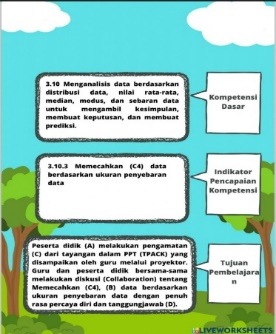 3.10 Menganalisis data berdasarkan
distribusi data, nilai rata-rata,
median, modus, dan sebaran data
untuk mengambil kesimpulan,
membuat keputusan, dan membuat
prediksi.
Kompetensi
Dasar
3.10.3 Memecahkan (C4) data
berdasarkan ukuran penyebaran
data
Indikator
Pencapaian
Kompetensi
Peserta didik (A) melakukan pengamatan
(C) dari tayangan dalam PPT (TPACK) yang
disampaikan oleh guru melalui proyektor.
Guru dan peserta didik bersama-sama
melakukan diskusi (Collaboration) tentang
Memecahkan (C4), (B) data berdasarkan
ukuran penyebaran data dengan penuh
rasa percaya diri dan tanggungjawab (D).
Tujuan
Pembelajara
n
LIVEWORKSHEETS